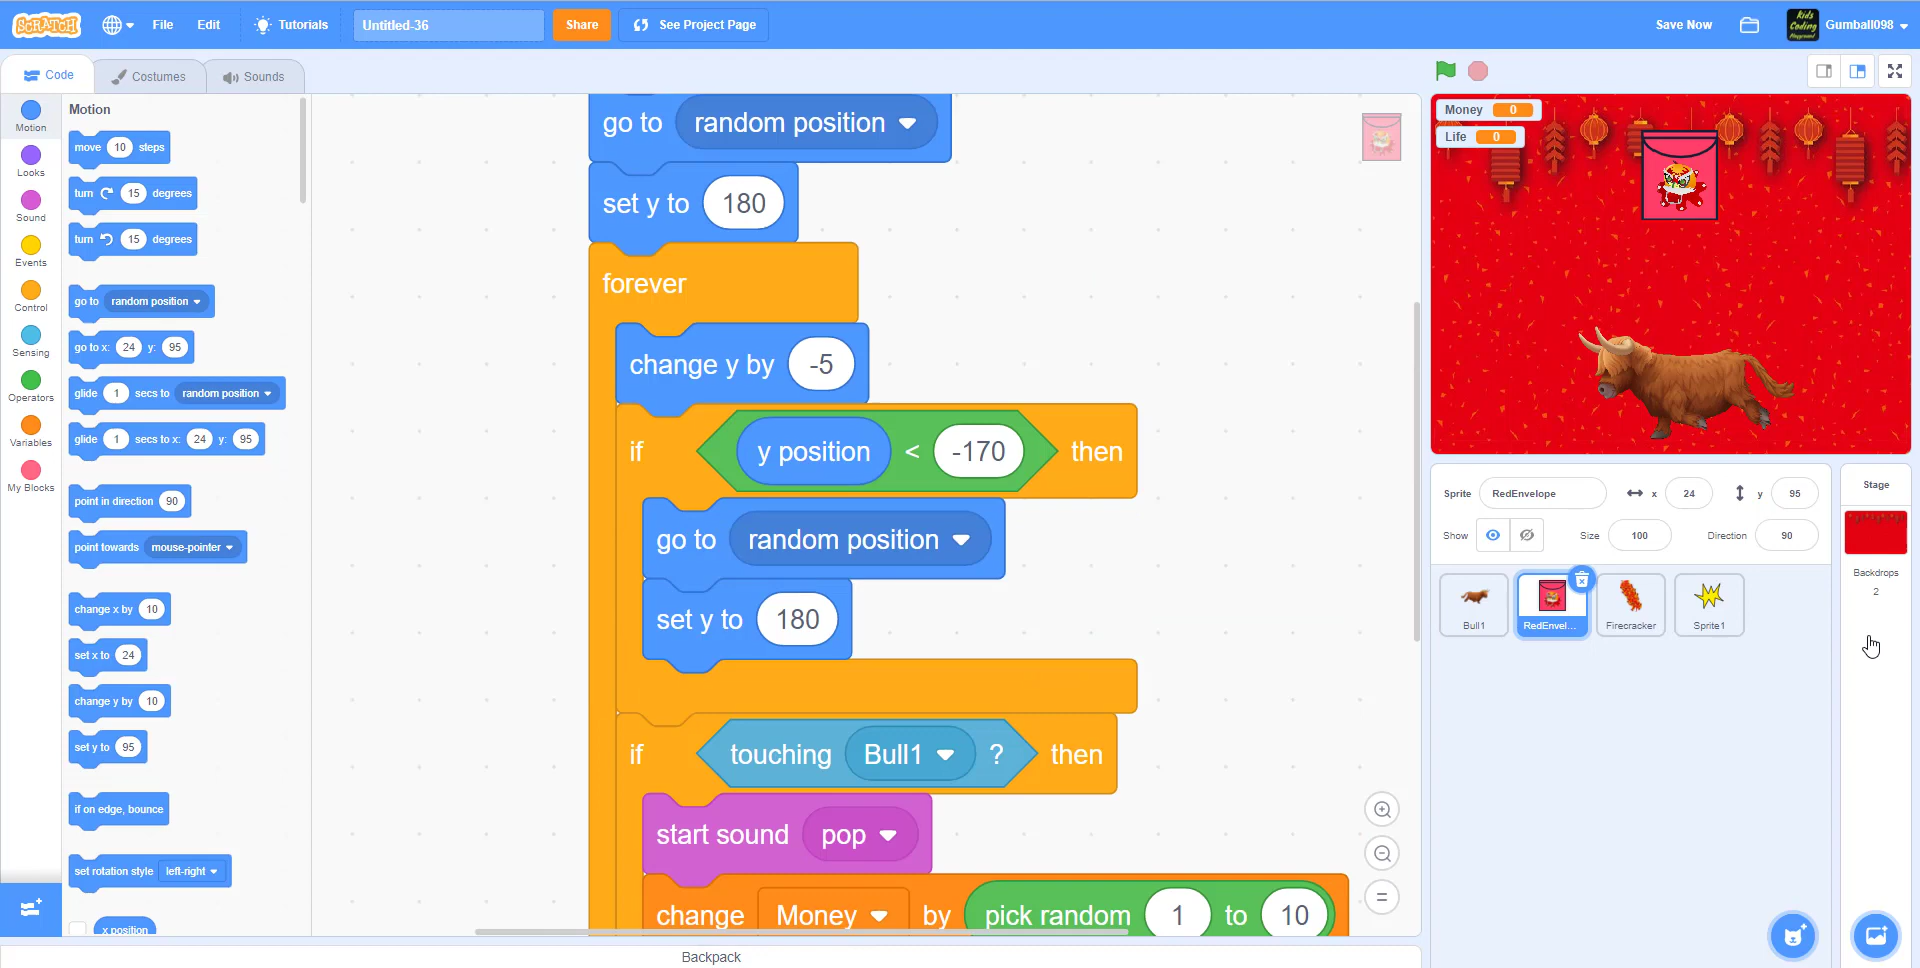 SCRATCH
File
Edit
Tutorials
Untitled-36
Share
See Project Page
Save Now
Kids Coding Playground
Gumball098
Code
Costumes
Sounds
Motion
Looks
Sound
Events
Control
Sensing
Operators
Variables
My Blocks
Motion
move 10 steps
turn 15 degrees
turn 15 degrees
go to random position
go to x: 24 y: 95
glide 1 secs to random position
glide 1 secs to x: 24 y: 95
point in direction 90
point towards mouse-pointer
change x by 10
set x to 24
change y by 10
set y to 95
if on edge, bounce
set rotation style left-right
x position
go to random position
set y to 180
forever
change y by -5
if y position < -170 then
go to random position
set y to 180
if touching Bull1 ? then
start sound pop
change Money by pick random 1 to 10
=
Backpack
Money 0
Life 0
Sprite RedEnvelope x 24 y 95
Show Size 100 Direction 90
Bull1
RedEnvel...
Firecracker
Sprite1
Stage
Backdrops
2